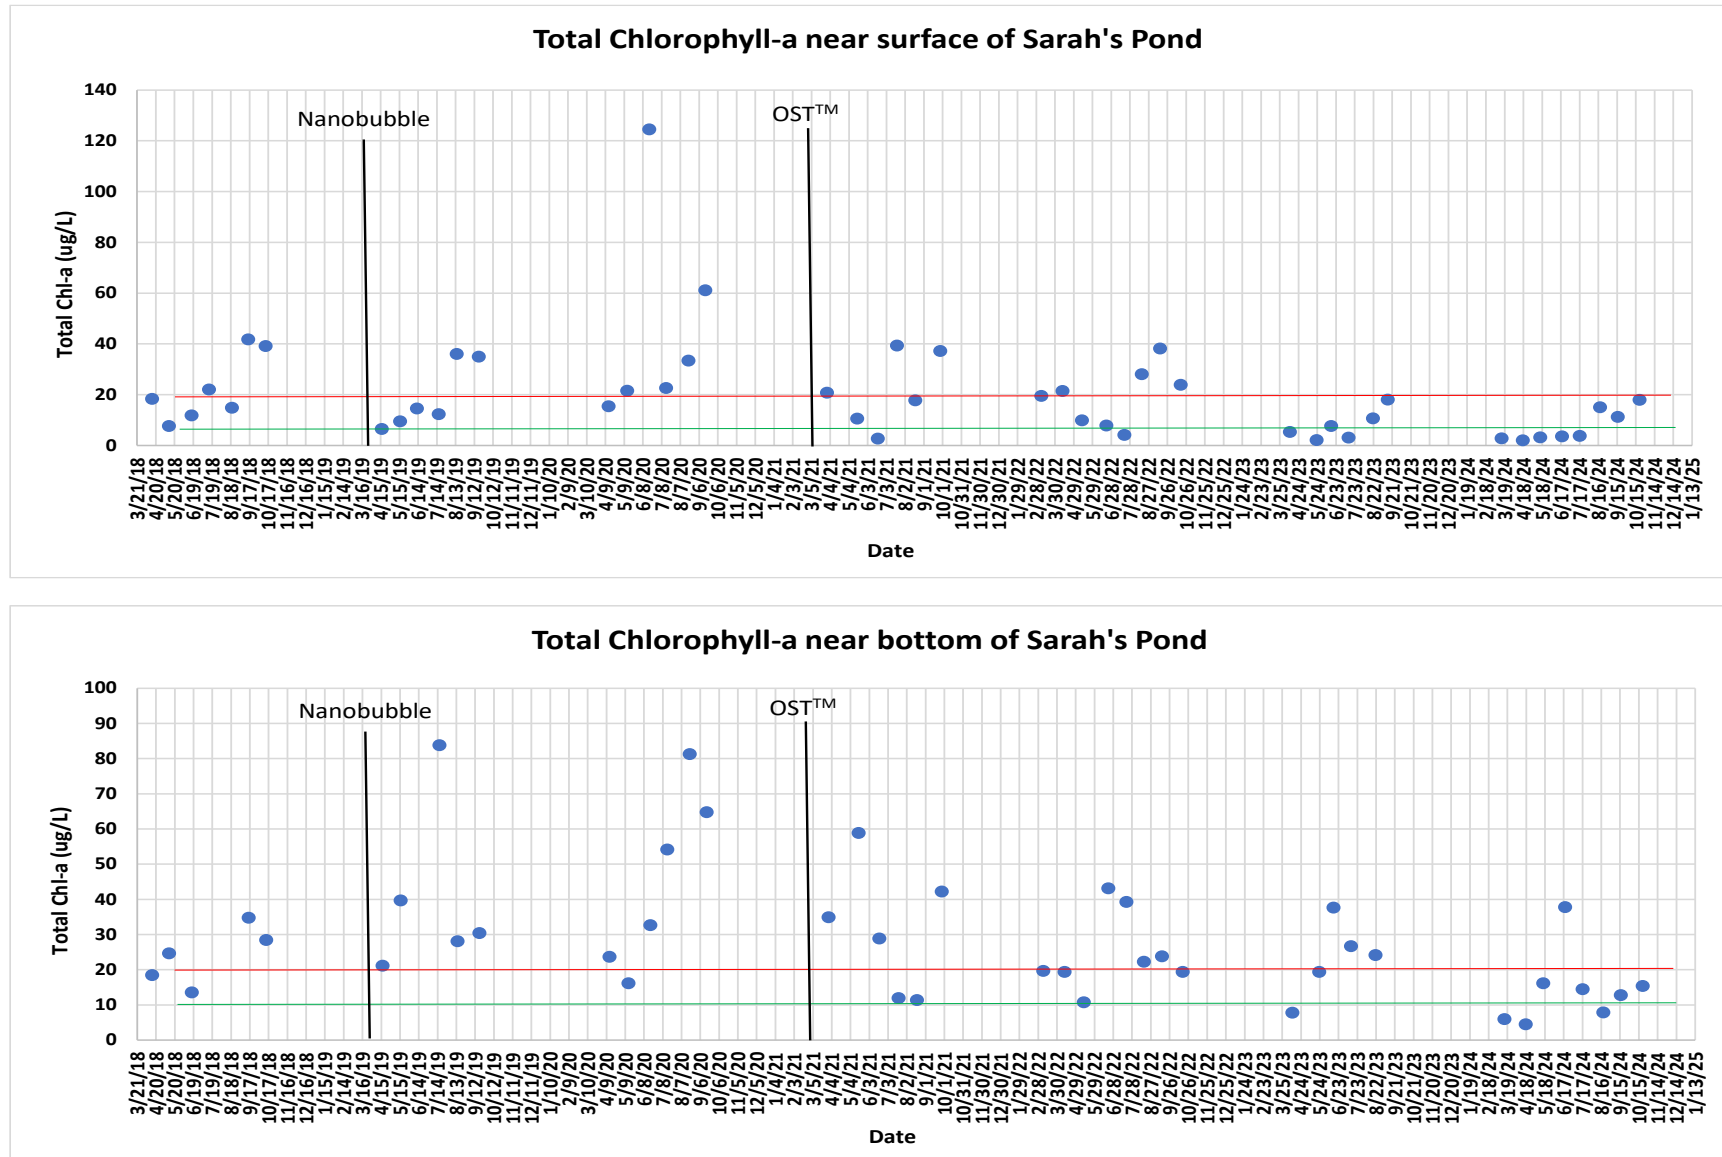 Total Chlorophyll-a near surface of Sarah's Pond
Total Chl-a (ug/L)
140
120
100
80
60
40
20
0
Nanobubble
OST™
3/21/18 4/20/18 5/20/18 6/19/18 7/19/18 8/18/18 9/17/18 10/17/18 11/16/18 12/16/18 1/15/19 2/14/19 3/16/19 4/15/19 5/15/19 6/14/19 7/14/19 8/13/19 9/12/19 10/12/19 11/11/19 12/11/19 1/10/20 2/9/20 3/10/20 4/9/20 5/9/20 6/8/20 7/8/20 8/7/20 9/6/20 10/6/20 11/5/20 12/5/20 1/4/21 2/3/21 3/5/21 4/4/21 5/4/21 6/3/21 7/3/21 8/2/21 9/1/21 10/1/21 10/31/21 11/30/21 12/30/21 1/29/22 2/28/22 3/30/22 4/29/22 5/29/22 6/28/22 7/28/22 8/27/22 9/26/22 10/26/22 11/25/22 12/25/22 1/24/23 2/23/23 3/25/23 4/24/23 5/24/23 6/23/23 7/23/23 8/22/23 9/21/23 10/21/23 11/20/23 12/20/23 1/19/24 2/18/24 3/19/24 4/18/24 5/18/24 6/17/24 7/17/24 8/16/24 9/15/24 10/15/24 11/14/24 12/14/24 1/13/25
Date
Total Chlorophyll-a near bottom of Sarah's Pond
Total Chl-a (ug/L)
100
90
80
70
60
50
40
30
20
10
0
Nanobubble
OST™
3/21/18 4/20/18 5/20/18 6/19/18 7/19/18 8/18/18 9/17/18 10/17/18 11/16/18 12/16/18 1/15/19 2/14/19 3/16/19 4/15/19 5/15/19 6/14/19 7/14/19 8/13/19 9/12/19 10/12/19 11/11/19 12/11/19 1/10/20 2/9/20 3/10/20 4/9/20 5/9/20 6/8/20 7/8/20 8/7/20 9/6/20 10/6/20 11/5/20 12/5/20 1/4/21 2/3/21 3/5/21 4/4/21 5/4/21 6/3/21 7/3/21 8/2/21 9/1/21 10/1/21 10/31/21 11/30/21 12/30/21 1/29/22 2/28/22 3/30/22 4/29/22 5/29/22 6/28/22 7/28/22 8/27/22 9/26/22 10/26/22 11/25/22 12/25/22 1/24/23 2/23/23 3/25/23 4/24/23 5/24/23 6/23/23 7/23/23 8/22/23 9/21/23 10/21/23 11/20/23 12/20/23 1/19/24 2/18/24 3/19/24 4/18/24 5/18/24 6/17/24 7/17/24 8/16/24 9/15/24 10/15/24 11/14/24 12/14/24 1/13/25
Date